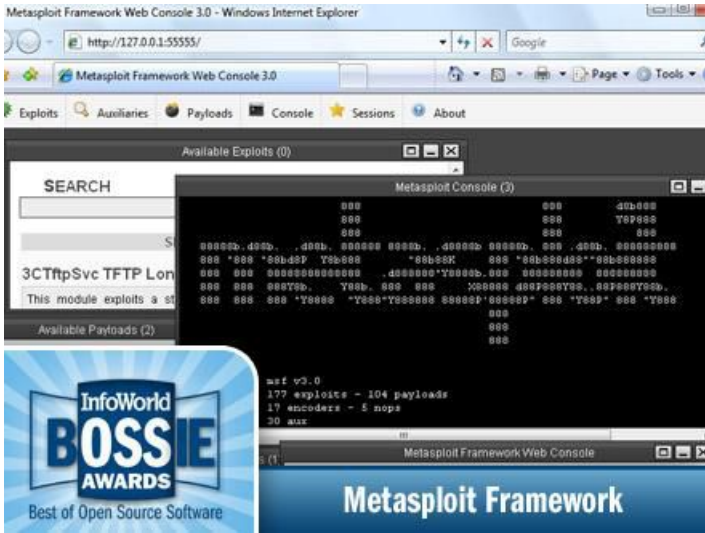 Metasploit Framework Web Console 3.0 - Windows Internet Explorer
http://127.0.0.1:55555/
Google
Metasploit Framework Web Console 3.0
Page
Tools
Exploits Auxiliaries Payloads Console Sessions About
Available Exploits (0)
SEARCH
Metasploit Console (3)
3CTftpSvc TFTP Lon
This module exploits a st
Available Payloads (2)
msf v3.0
177 exploits - 104 payloads
17 encoders - 5 nops
30 aux
Metasploit Framework Web Console
InfoWorld
BOSSIE
AWARDS
Best of Open Source Software
Metasploit Framework